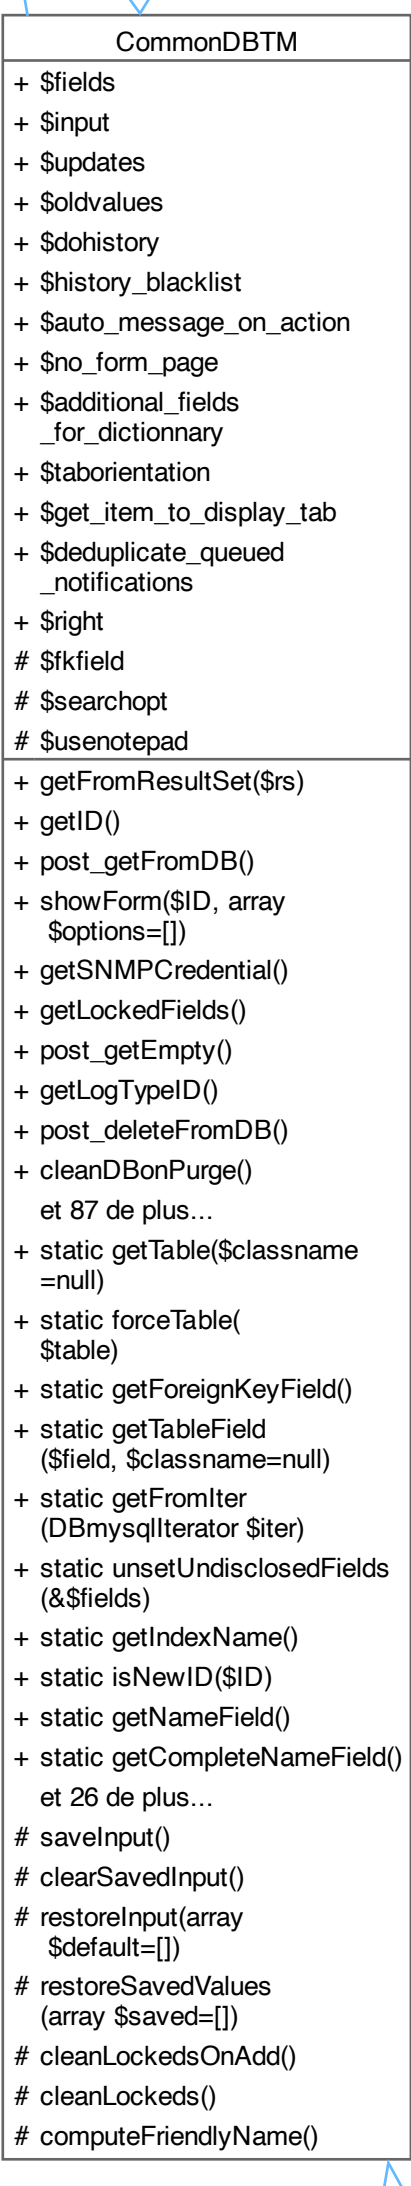 CommonDBTM
+ $fields
+ $input
+ $updates
+ $oldvalues
+ $dohistory
+ $history_blacklist
+ $auto_message_on_action
+ $no_form_page
+ $additional_fields
_for_dictionnary
+ $taborientation
+ $get_item_to_display_tab
+ $deduplicate_queued
_notifications
+ $right
# $fkfield
# $searchopt
# $usenotepad
+ getFromResultSet($rs)
+ getID()
+ post_getFromDB()
+ showForm($ID, array
$options=[])
+ getSNMPCredential()
+ getLockedFields()
+ post_getEmpty()
+ getLogTypeID()
+ post_deleteFromDB()
+ cleanDBonPurge()
et 87 de plus...
+ static getTable($classname
=null)
+ static forceTable(
$table)
+ static getForeignKeyField()
+ static getTableField
($field, $classname=null)
+ static getFromIter
(DBmysqlIterator $iter)
+ static unsetUndisclosedFields
(&$fields)
+ static getIndexName()
+ static isNewID($ID)
+ static getNameField()
+ static getCompleteNameField()
et 26 de plus...
# saveInput()
# clearSavedInput()
# restoreInput(array
$default=[])
# restoreSavedValues
(array $saved=[])
# cleanLockedsOnAdd()
# cleanLockeds()
# computeFriendlyName()